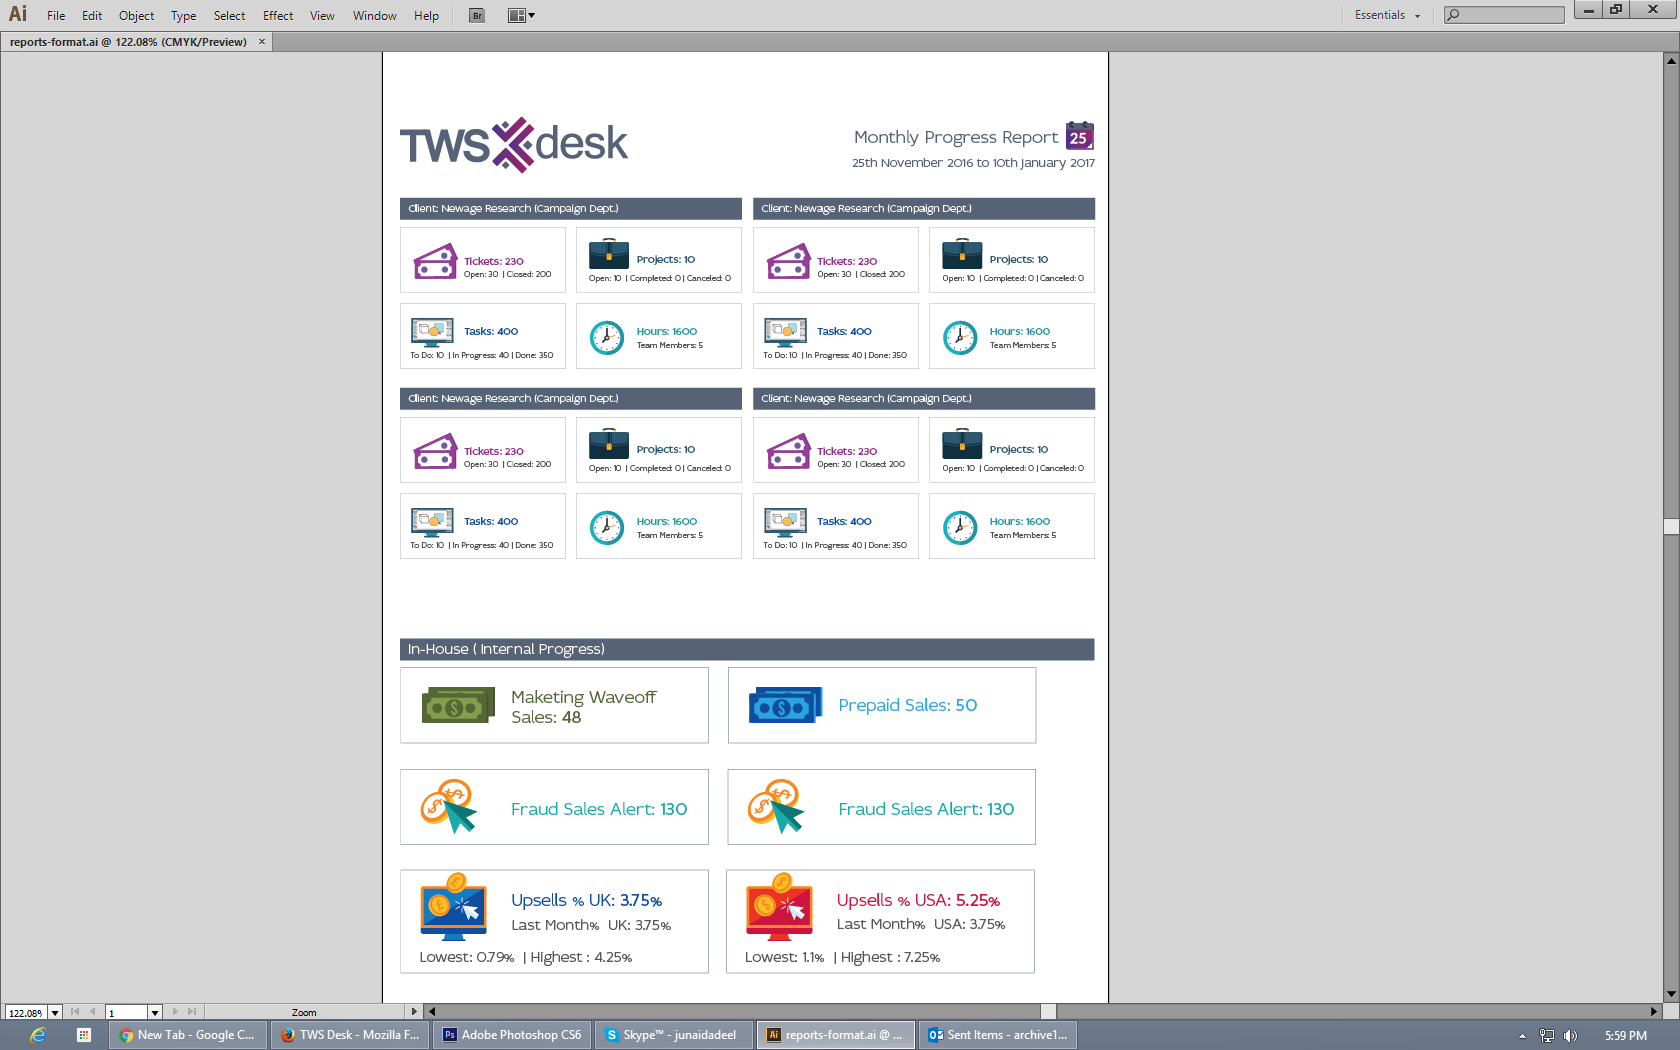 Ai File Edit Object Type Select Effect View Window Help Br Essentials
reports-format.ai @ 122.08% (CMYK/Preview) ×
TWS desk
Monthly Progress Report 25
25th November 2016 to 10th January 2017
Client: Newage Research (Campaign Dept.) Client: Newage Research (Campaign Dept.)
Tickets: 230 Projects: 10 Tickets: 230 Projects: 10
Open: 30 | Closed: 200 Open: 10 | Completed: 0 | Canceled: 0 Open: 30 | Closed: 200 Open: 10 | Completed: 0 | Canceled: 0
Tasks: 400 Hours: 1600 Tasks: 400 Hours: 1600
To Do: 10 | In Progress: 40 | Done: 350 Team Members: 5 To Do: 10 | In Progress: 40 | Done: 350 Team Members: 5
Client: Newage Research (Campaign Dept.) Client: Newage Research (Campaign Dept.)
Tickets: 230 Projects: 10 Tickets: 230 Projects: 10
Open: 30 | Closed: 200 Open: 10 | Completed: 0 | Canceled: 0 Open: 30 | Closed: 200 Open: 10 | Completed: 0 | Canceled: 0
Tasks: 400 Hours: 1600 Tasks: 400 Hours: 1600
To Do: 10 | In Progress: 40 | Done: 350 Team Members: 5 To Do: 10 | In Progress: 40 | Done: 350 Team Members: 5
In-House ( Internal Progress)
Maketing Waveoff
Sales: 48
Prepaid Sales: 50
Fraud Sales Alert: 130 Fraud Sales Alert: 130
Upsells % UK: 3.75% Upsells % USA: 5.25%
Last Month% UK: 3.75% Last Month% USA: 3.75%
Lowest: 0.79% | Highest : 4.25% Lowest: 1.1% | Highest : 7.25%
122.08% 1 Zoom
New Tab - Google C... TWS Desk - Mozilla F... Ps Adobe Photoshop CS6 Skype™ - junaidadeel Ai reports-format.ai @ ... Sent Items - archive1... 5:59 PM